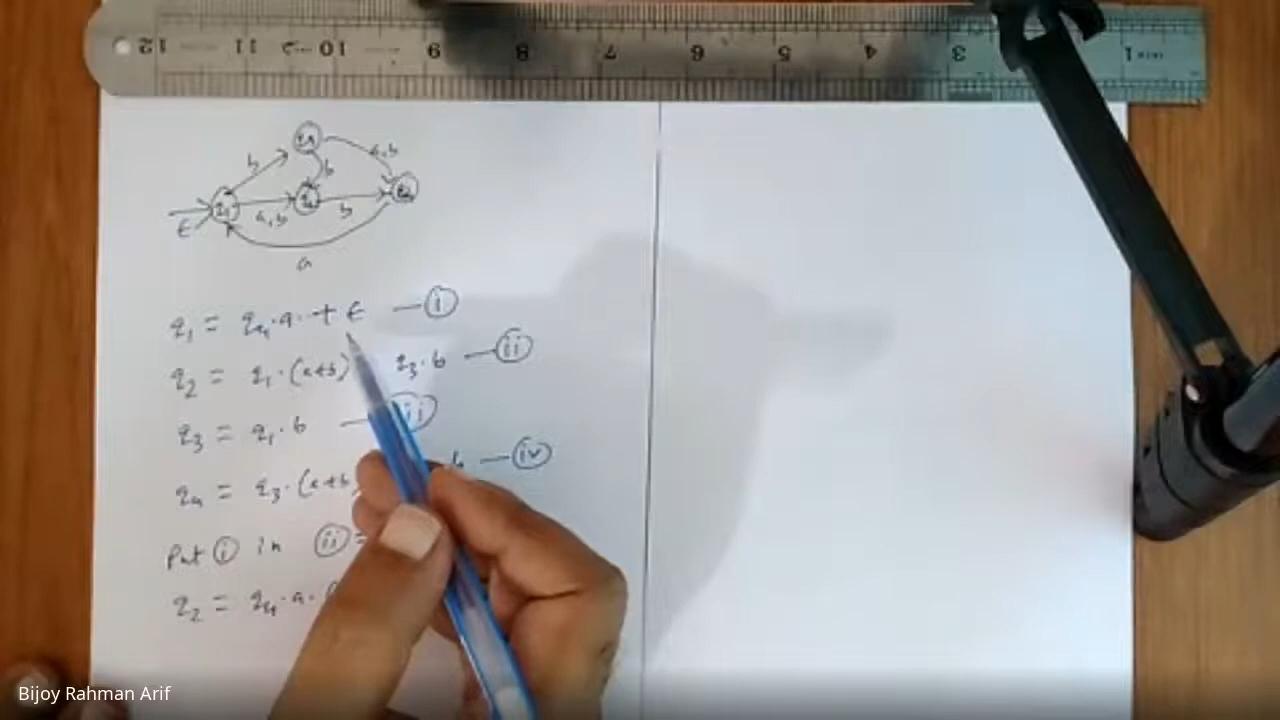 12 11 10 9 8 7 6 5 4 3 1
b
a,b
b
a,b
b
ε
a
q₁ = q₄·a·+ ε —(i)
q₂ = q₁·(a+b) q₃·b —(ii)
q₃ = q₁·b —
q₄ = q₃·(a+b b —(iv)
Put (i) in (ii)
q₂ = q₄·a·
Bijoy Rahman Arif